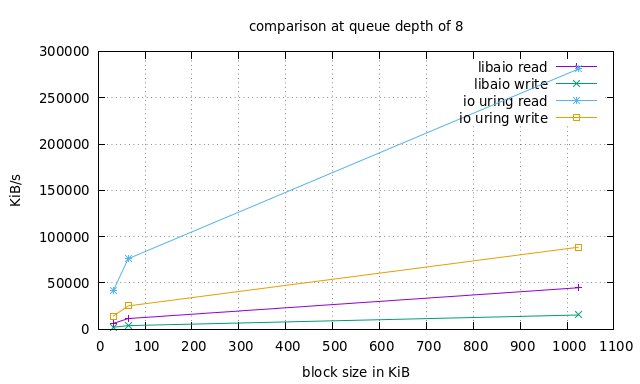 comparison at queue depth of 8
300000
250000
200000
150000
100000
50000
0
KiB/s
libaio read
libaio write
io uring read
io uring write
0 100 200 300 400 500 600 700 800 900 1000 1100
block size in KiB